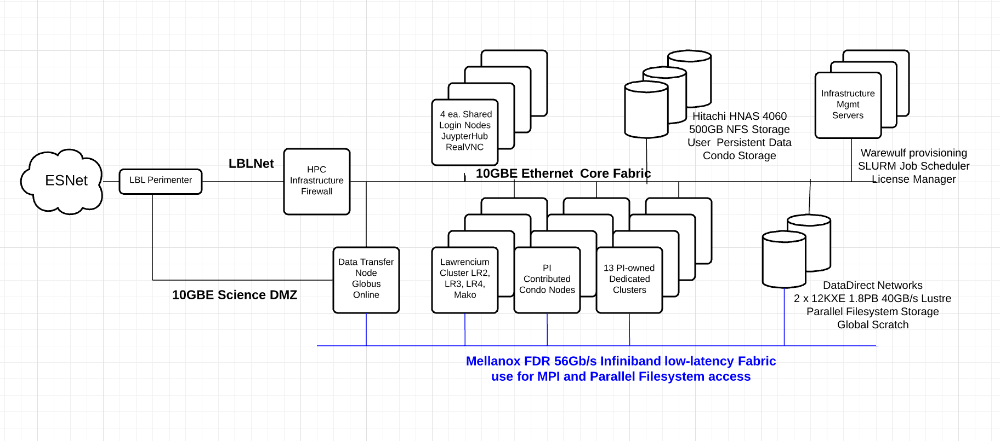 4 ea. Shared
Login Nodes
JuypterHub
RealVNC
Hitachi HNAS 4060
500GB NFS Storage
User  Persistent Data
Condo Storage
Infrastructure
Mgmt
Servers
Warewulf provisioning
SLURM Job Scheduler
License Manager
ESNet
LBL Perimenter
LBLNet
HPC
Infrastructure
Firewall
10GBE Ethernet  Core Fabric
10GBE Science DMZ
Data Transfer
Node
Globus
Online
Lawrencium
Cluster LR2,
LR3, LR4,
Mako
PI
Contributed
Condo Nodes
13 PI-owned
Dedicated
Clusters
DataDirect Networks
2 x 12KXE 1.8PB 40GB/s Lustre
Parallel Filesystem Storage
Global Scratch
Mellanox FDR 56Gb/s Infiniband low-latency Fabric
use for MPI and Parallel Filesystem access